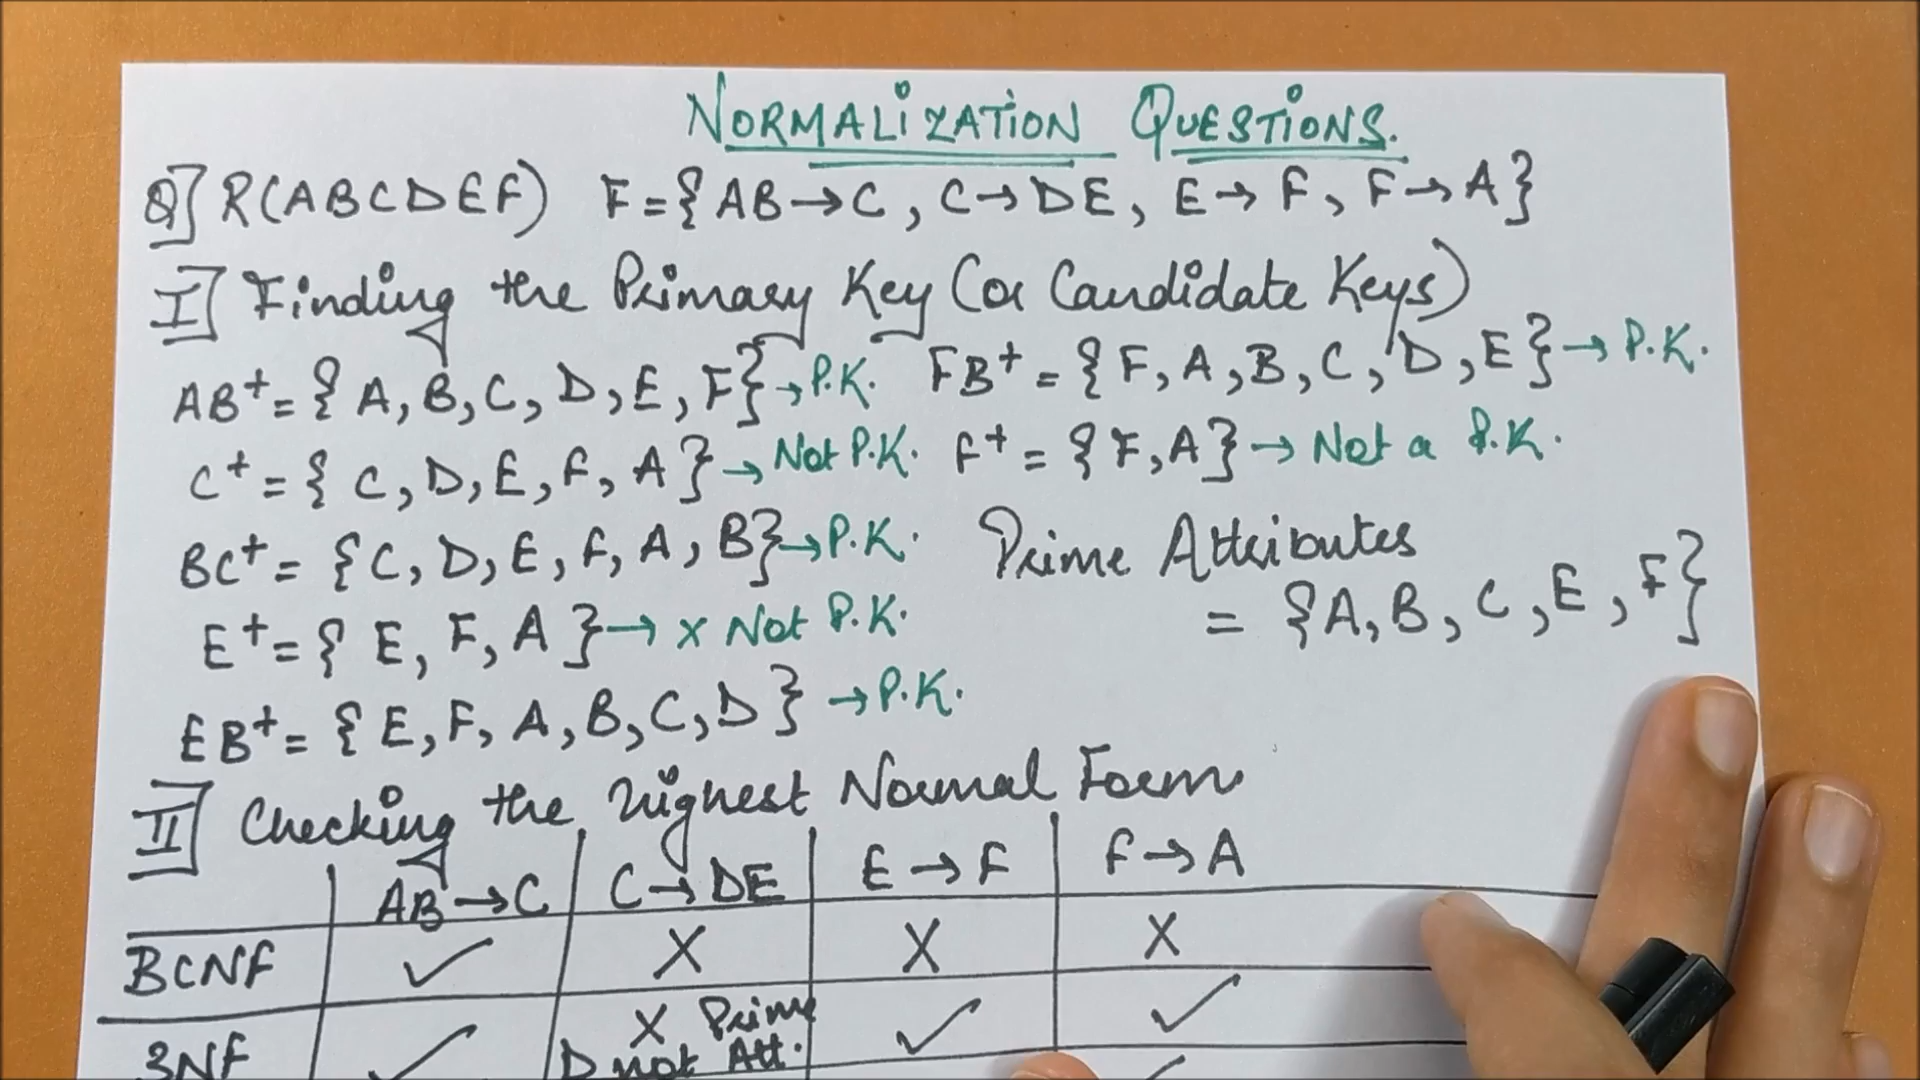 NORMALiZATiON QUESTiONS.
Q] R(ABCDEF) F={AB→C, C→DE, E→F, F→A}
I] Finding the Primary Key (or Candidate Keys)
AB+={A,B,C,D,E,F}→P.K. FB+={F,A,B,C,D,E}→P.K.
C+={C,D,E,F,A}→Not P.K. F+={F,A}→Not a P.K.
BC+={C,D,E,F,A,B}→P.K. Prime Attributes
E+={E,F,A}→x Not P.K. ={A,B,C,E,F}
EB+={E,F,A,B,C,D}→P.K.
II] Checking the Highest Normal Form
AB→C C→DE E→F F→A
BCNF ✓ X X X
3NF ✓ X Prime ✓ ✓
D not Att.